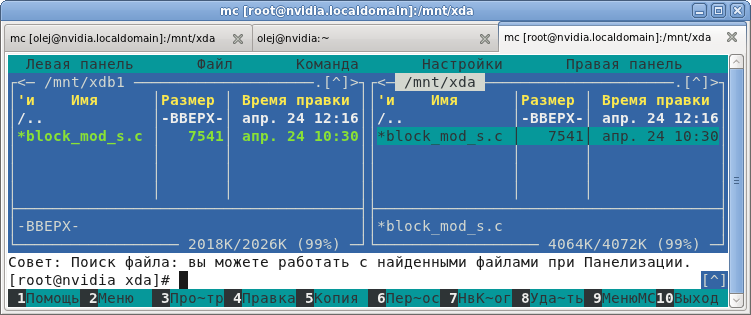 mc [root@nvidia.localdomain]:/mnt/xda
mc [olej@nvidia.localdomain]:/mnt/xda olej@nvidia:~ mc [root@nvidia.localdomain]:/mnt/xda
Левая панель Файл Команда Настройки Правая панель
<─ /mnt/xdb1 .[^]> <─ /mnt/xda .[^]>
'и Имя Размер Время правки 'и Имя Размер Время правки
/.. -ВВЕРХ- апр. 24 12:16 /.. -ВВЕРХ- апр. 24 12:16
*block_mod_s.c 7541 апр. 24 10:30 *block_mod_s.c 7541 апр. 24 10:30
-ВВЕРХ- *block_mod_s.c
2018K/2026K (99%) 4064K/4072K (99%)
Совет: Поиск файла: вы можете работать с найденными файлами при Панелизации.
[root@nvidia xda]# [^]
1Помощь 2Меню 3Про~тр 4Правка 5Копия 6Пер~ос 7НвК~ог 8Уда~ть 9МенюМС 10Выход